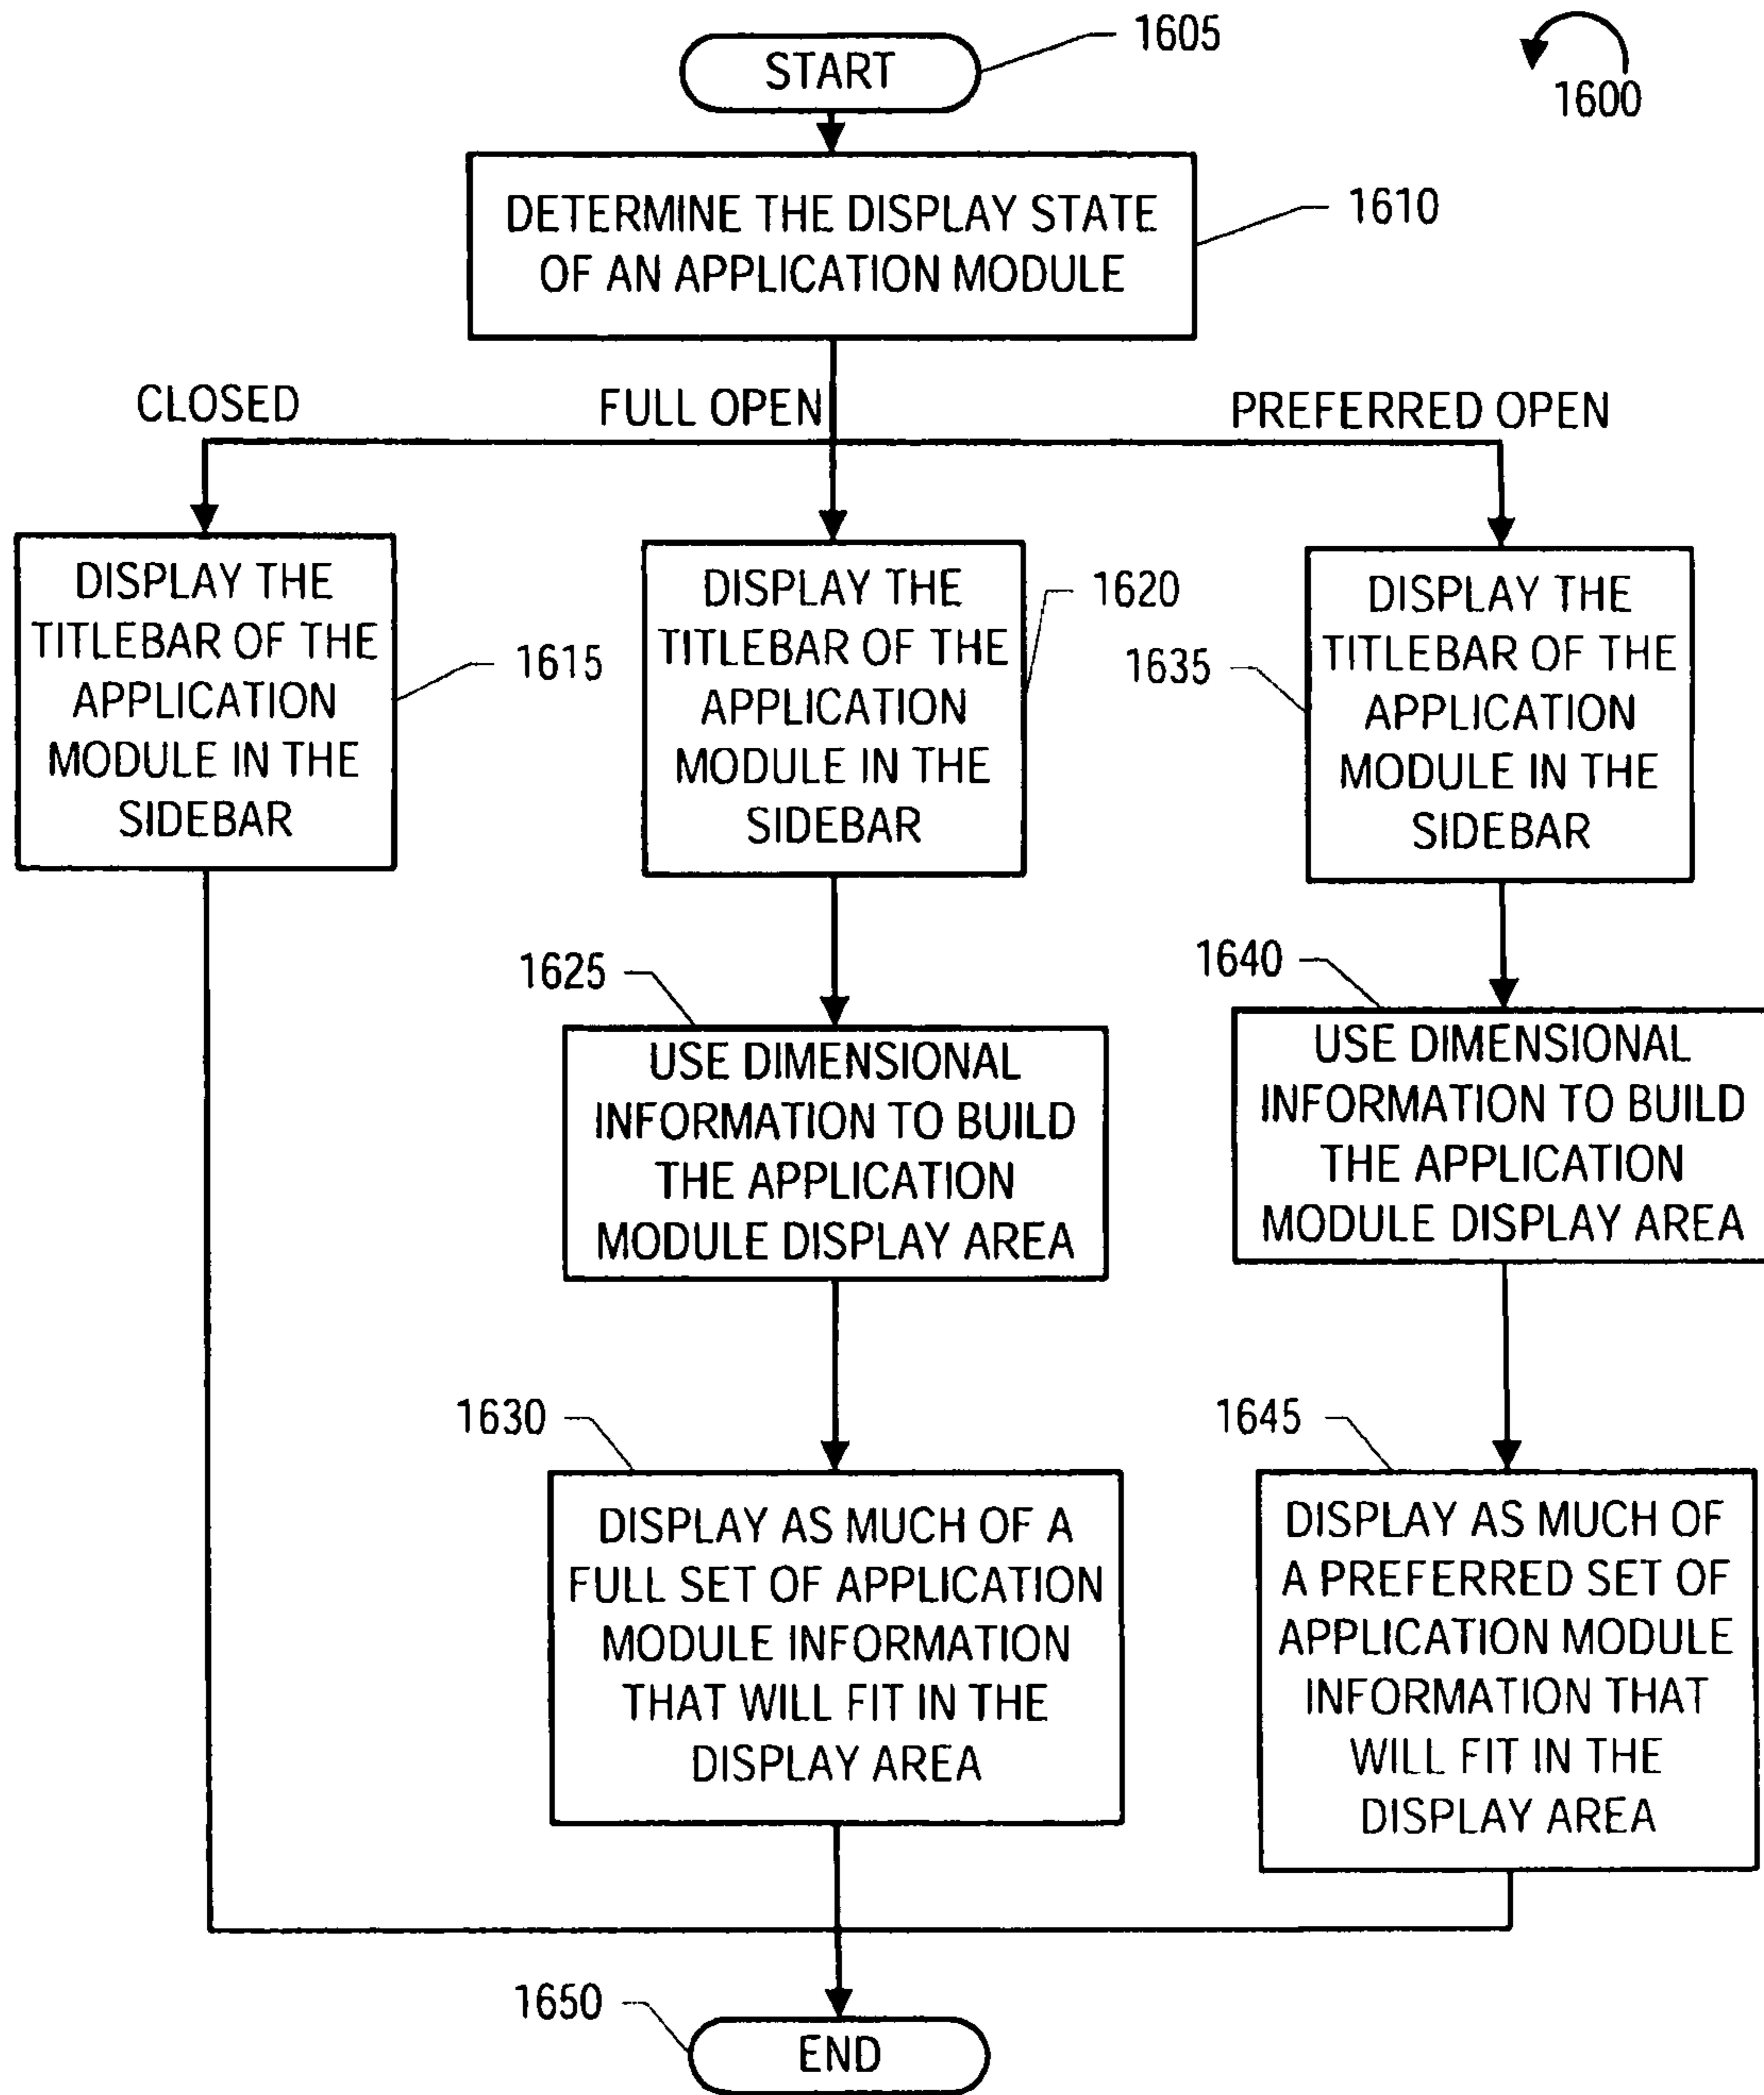 START
1605
1600
DETERMINE THE DISPLAY STATE
OF AN APPLICATION MODULE
1610
CLOSED
FULL OPEN
PREFERRED OPEN
DISPLAY THE
TITLEBAR OF THE
APPLICATION
MODULE IN THE
SIDEBAR
1615
DISPLAY THE
TITLEBAR OF THE
APPLICATION
MODULE IN THE
SIDEBAR
1620
1635
DISPLAY THE
TITLEBAR OF THE
APPLICATION
MODULE IN THE
SIDEBAR
1625
USE DIMENSIONAL
INFORMATION TO BUILD
THE APPLICATION
MODULE DISPLAY AREA
1640
USE DIMENSIONAL
INFORMATION TO BUILD
THE APPLICATION
MODULE DISPLAY AREA
1630
DISPLAY AS MUCH OF A
FULL SET OF APPLICATION
MODULE INFORMATION
THAT WILL FIT IN THE
DISPLAY AREA
1645
DISPLAY AS MUCH OF
A PREFERRED SET OF
APPLICATION MODULE
INFORMATION THAT
WILL FIT IN THE
DISPLAY AREA
1650
END